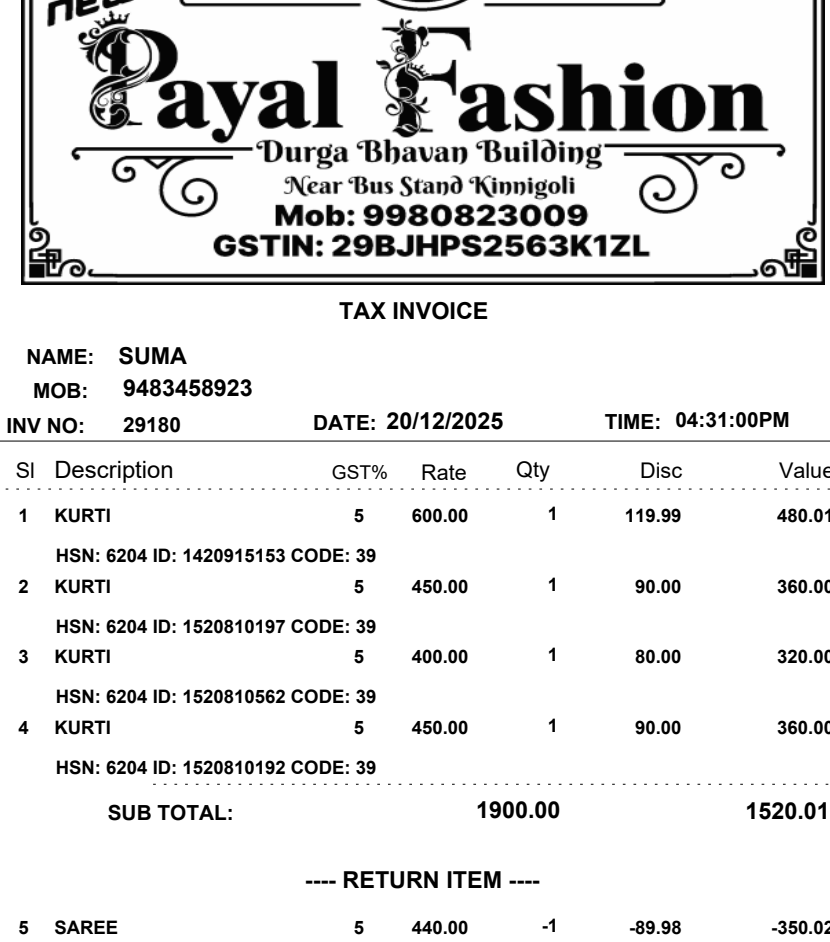 new
Payal Fashion
Durga Bhavan Building
Near Bus Stand Kinnigoli
Mob: 9980823009
GSTIN: 29BJHPS2563K1ZL
TAX INVOICE
NAME: SUMA
MOB: 9483458923
INV NO: 29180 DATE: 20/12/2025 TIME: 04:31:00PM
Sl Description GST% Rate Qty Disc Value
1 KURTI 5 600.00 1 119.99 480.01
HSN: 6204 ID: 1420915153 CODE: 39
2 KURTI 5 450.00 1 90.00 360.00
HSN: 6204 ID: 1520810197 CODE: 39
3 KURTI 5 400.00 1 80.00 320.00
HSN: 6204 ID: 1520810562 CODE: 39
4 KURTI 5 450.00 1 90.00 360.00
HSN: 6204 ID: 1520810192 CODE: 39
SUB TOTAL: 1900.00 1520.01
---- RETURN ITEM ----
5 SAREE 5 440.00 -1 -89.98 -350.02